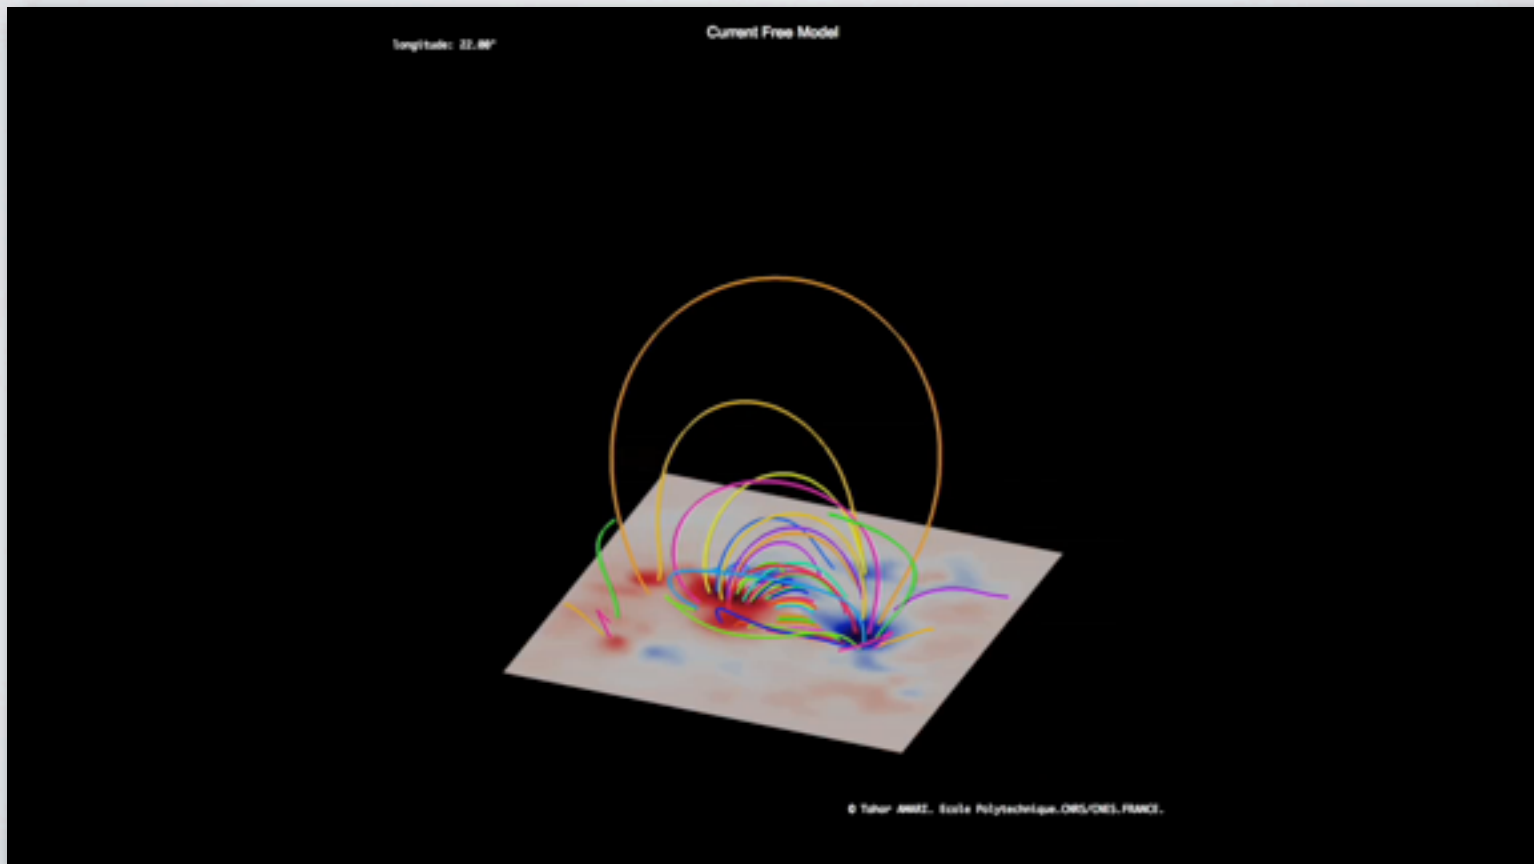 Current Free Model
longitude: 22.00°
© Tahar AMARI. Ecole Polytechnique.CNRS/CNES.FRANCE.